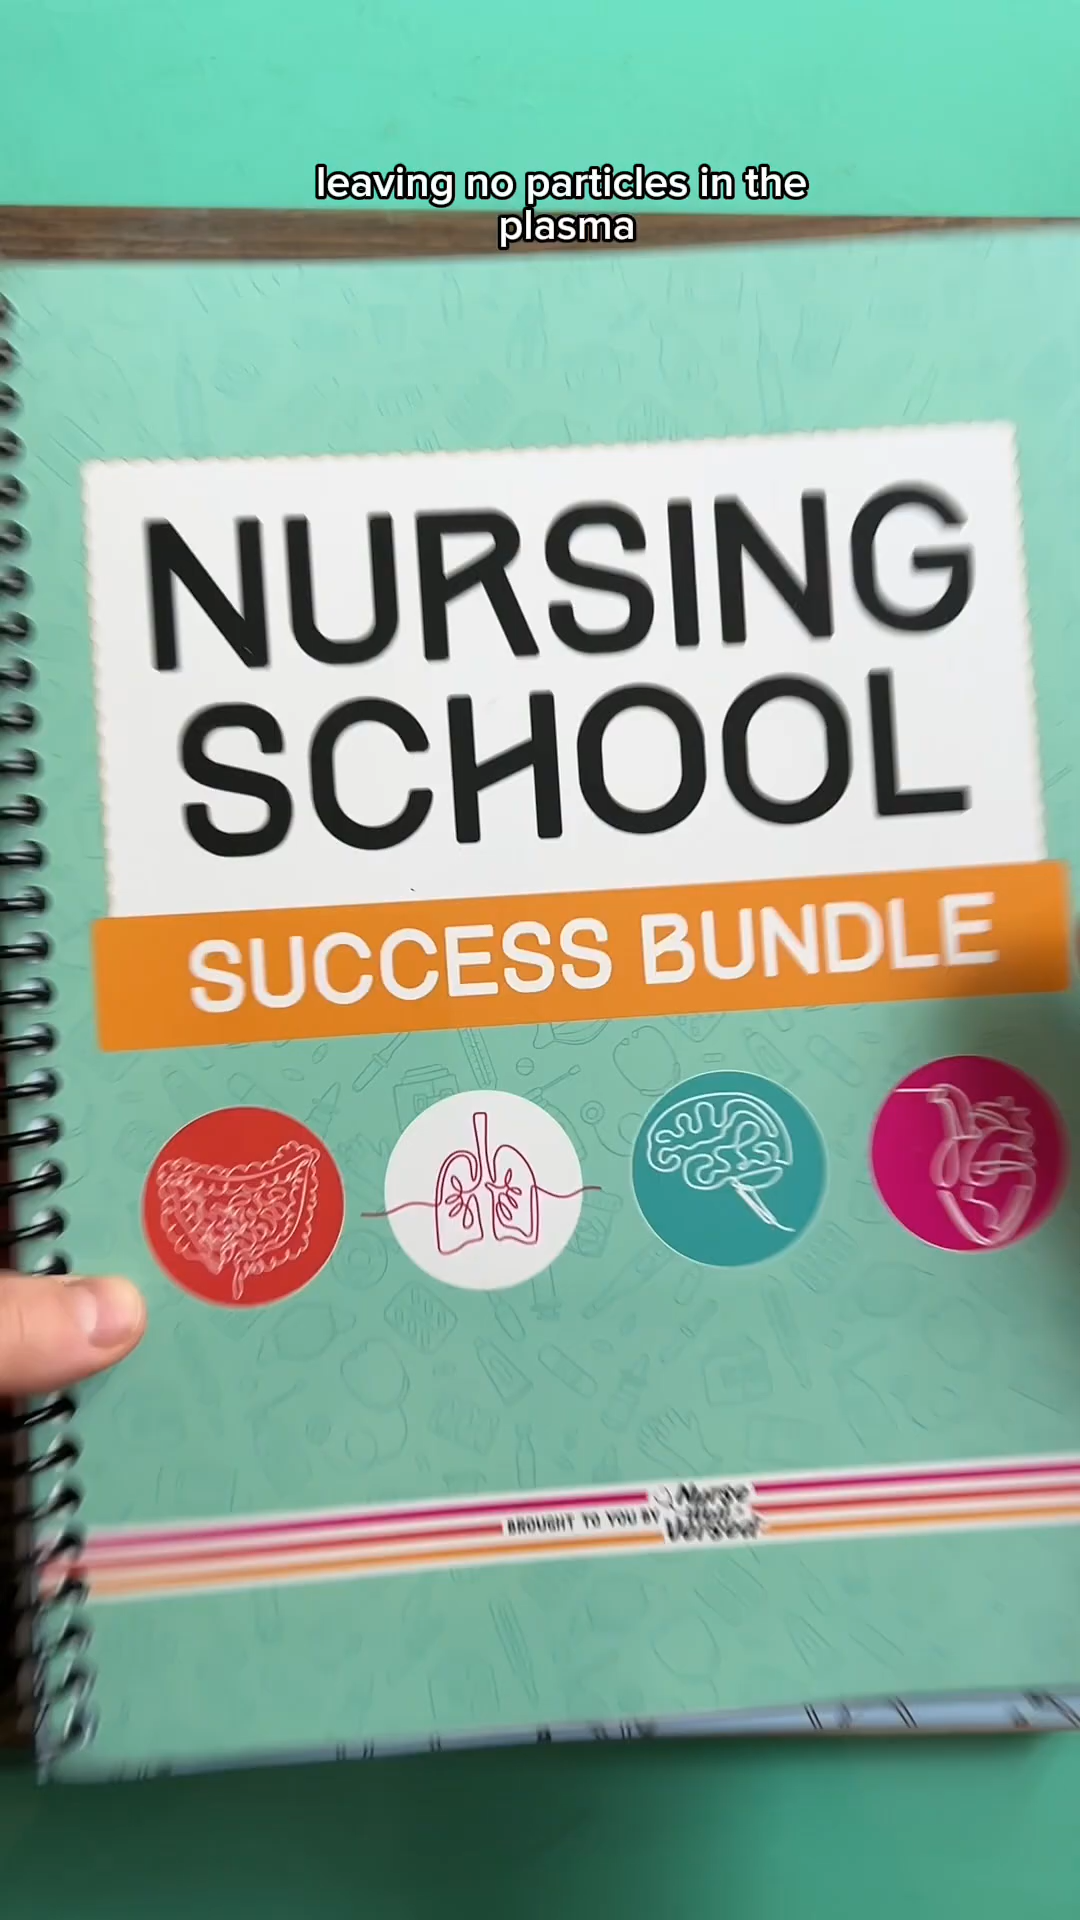 leaving no particles in the
plasma
NURSING
SCHOOL
SUCCESS BUNDLE
BROUGHT TO YOU BY